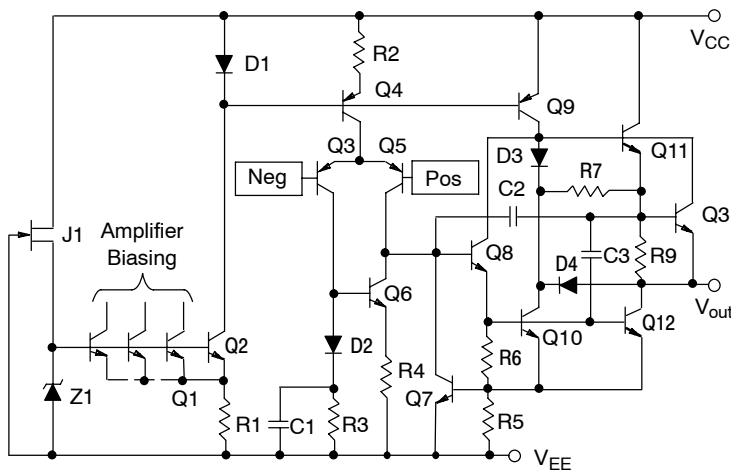 V_CC
D1
R2
Q4
Q9
Q3
Q5
D3
Q11
Neg
Pos
R7
C2
Q3
J1
Amplifier
Biasing
Q8
C3
R9
D4
V_out
Q6
Q2
Q10
Q12
D2
R6
Z1
Q1
R4
Q7
R1
C1
R3
R5
V_EE